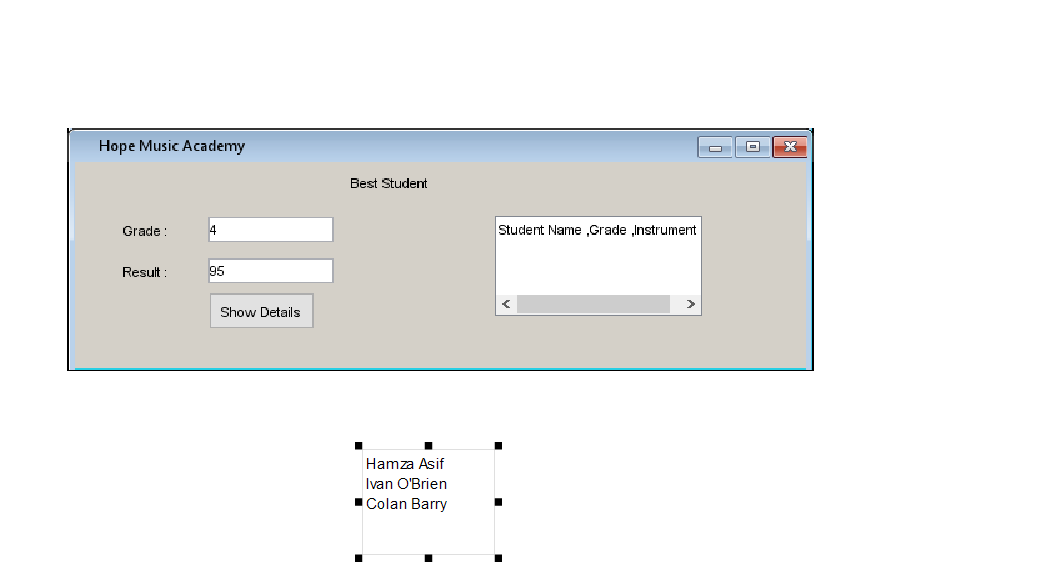 Hope Music Academy
Best Student
Grade :
4
Student Name ,Grade ,Instrument
Result :
95
Show Details
Hamza Asif
Ivan O'Brien
Colan Barry